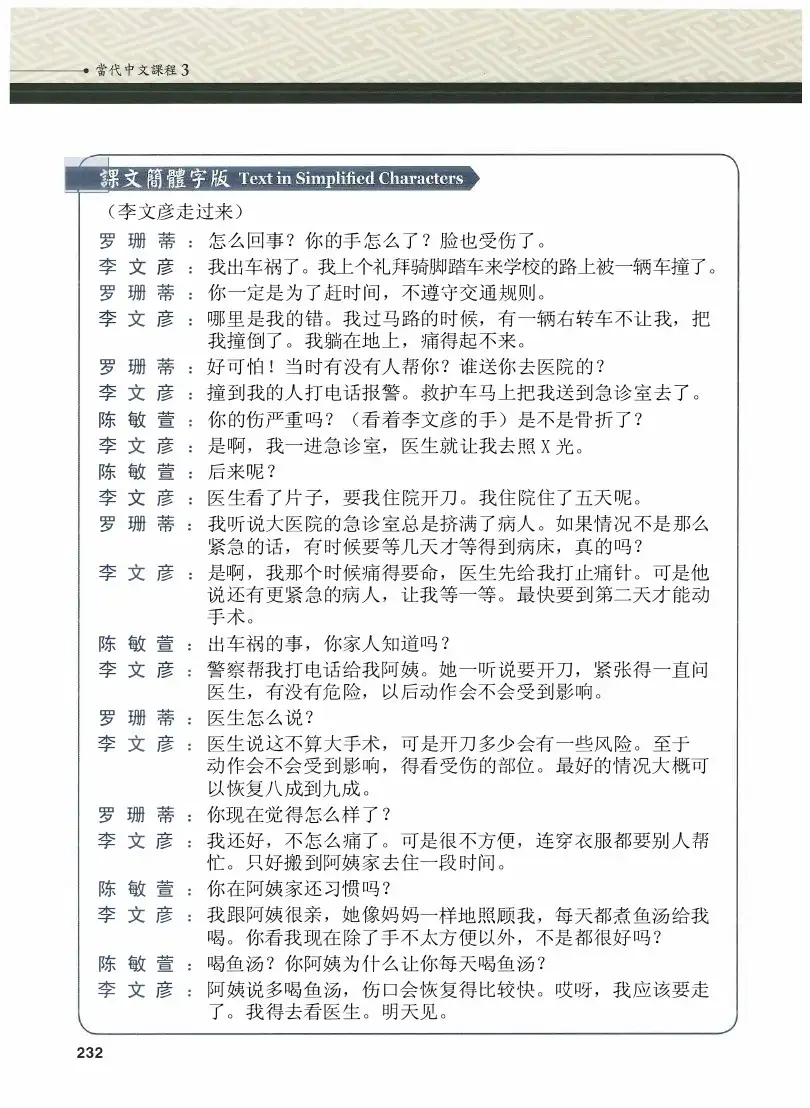 當代中文課程 3
課文簡體字版 Text in Simplified Characters
（李文彦走过来）
罗珊蒂：怎么回事？你的手怎么了？脸也受伤了。
李文彦：我出车祸了。我上个礼拜骑脚踏车来学校的路上被一辆车撞了。
罗珊蒂：你一定是为了赶时间，不遵守交通规则。
李文彦：哪里是我的错。我过马路的时候，有一辆右转车不让我，把
我撞倒了。我躺在地上，痛得起不来。
罗珊蒂：好可怕！当时有没有人帮你？谁送你去医院的？
李文彦：撞到我的人打电话报警。救护车马上把我送到急诊室去了。
陈敏萱：你的伤严重吗？（看着李文彦的手）是不是骨折了？
李文彦：是啊，我一进急诊室，医生就让我去照 X 光。
陈敏萱：后来呢？
李文彦：医生看了片子，要我住院开刀。我住院住了五天呢。
罗珊蒂：我听说大医院的急诊室总是挤满了病人。如果情况不是那么
紧急的话，有时候要等几天才等得到病床，真的吗？
李文彦：是啊，我那个时候痛得要命，医生先给我打止痛针。可是他
说还有更紧急的病人，让我等一等。最快要到第二天才能动
手术。
陈敏萱：出车祸的事，你家人知道吗？
李文彦：警察帮我打电话给我阿姨。她一听说要开刀，紧张得一直问
医生，有没有危险，以后动作会不会受到影响。
罗珊蒂：医生怎么说？
李文彦：医生说这不算大手术，可是开刀多少会有一些风险。至于
动作会不会受到影响，得看受伤的部位。最好的情况大概可
以恢复八成到九成。
罗珊蒂：你现在觉得怎么样了？
李文彦：我还好，不怎么痛了。可是很不方便，连穿衣服都要别人帮
忙。只好搬到阿姨家去住一段时间。
陈敏萱：你在阿姨家还习惯吗？
李文彦：我跟阿姨很亲，她像妈妈一样地照顾我，每天都煮鱼汤给我
喝。你看我现在除了手不太方便以外，不是都很好吗？
陈敏萱：喝鱼汤？你阿姨为什么让你每天喝鱼汤？
李文彦：阿姨说多喝鱼汤，伤口会恢复得比较快。哎呀，我应该要走
了。我得去看医生。明天见。
232